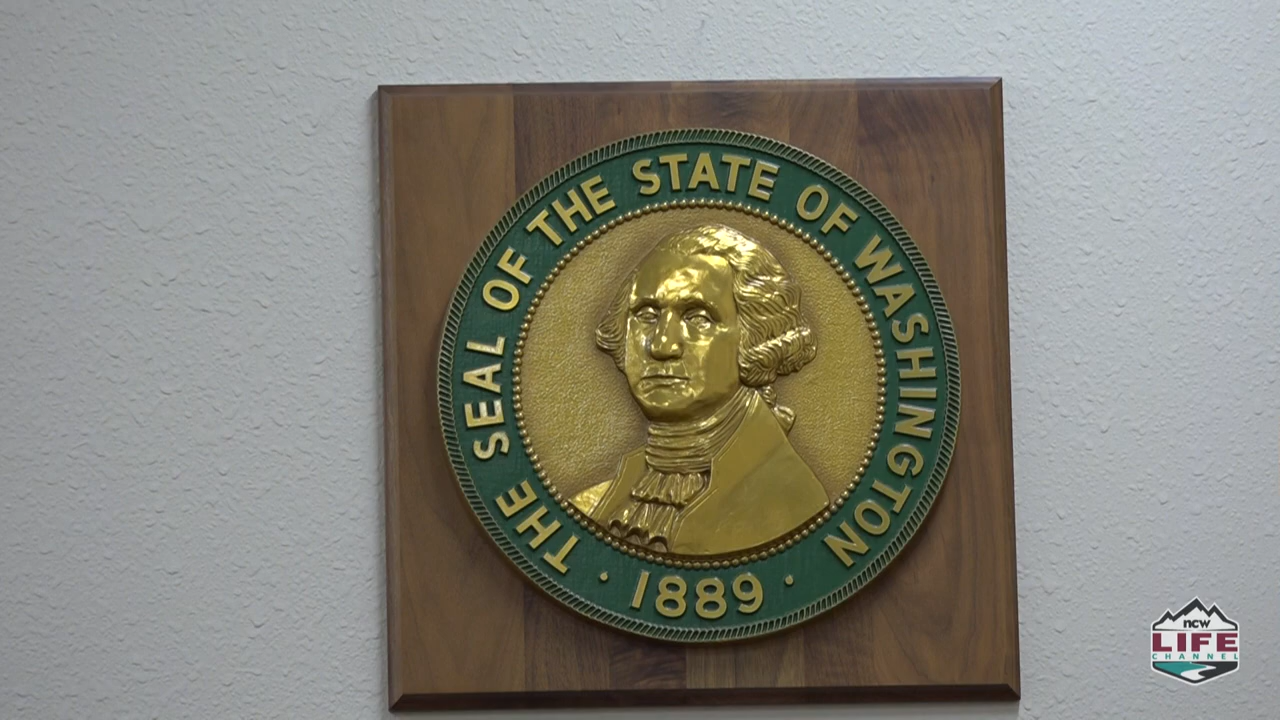 THE SEAL OF THE STATE OF WASHINGTON
· 1889 ·
ncw
LIFE
CHANNEL